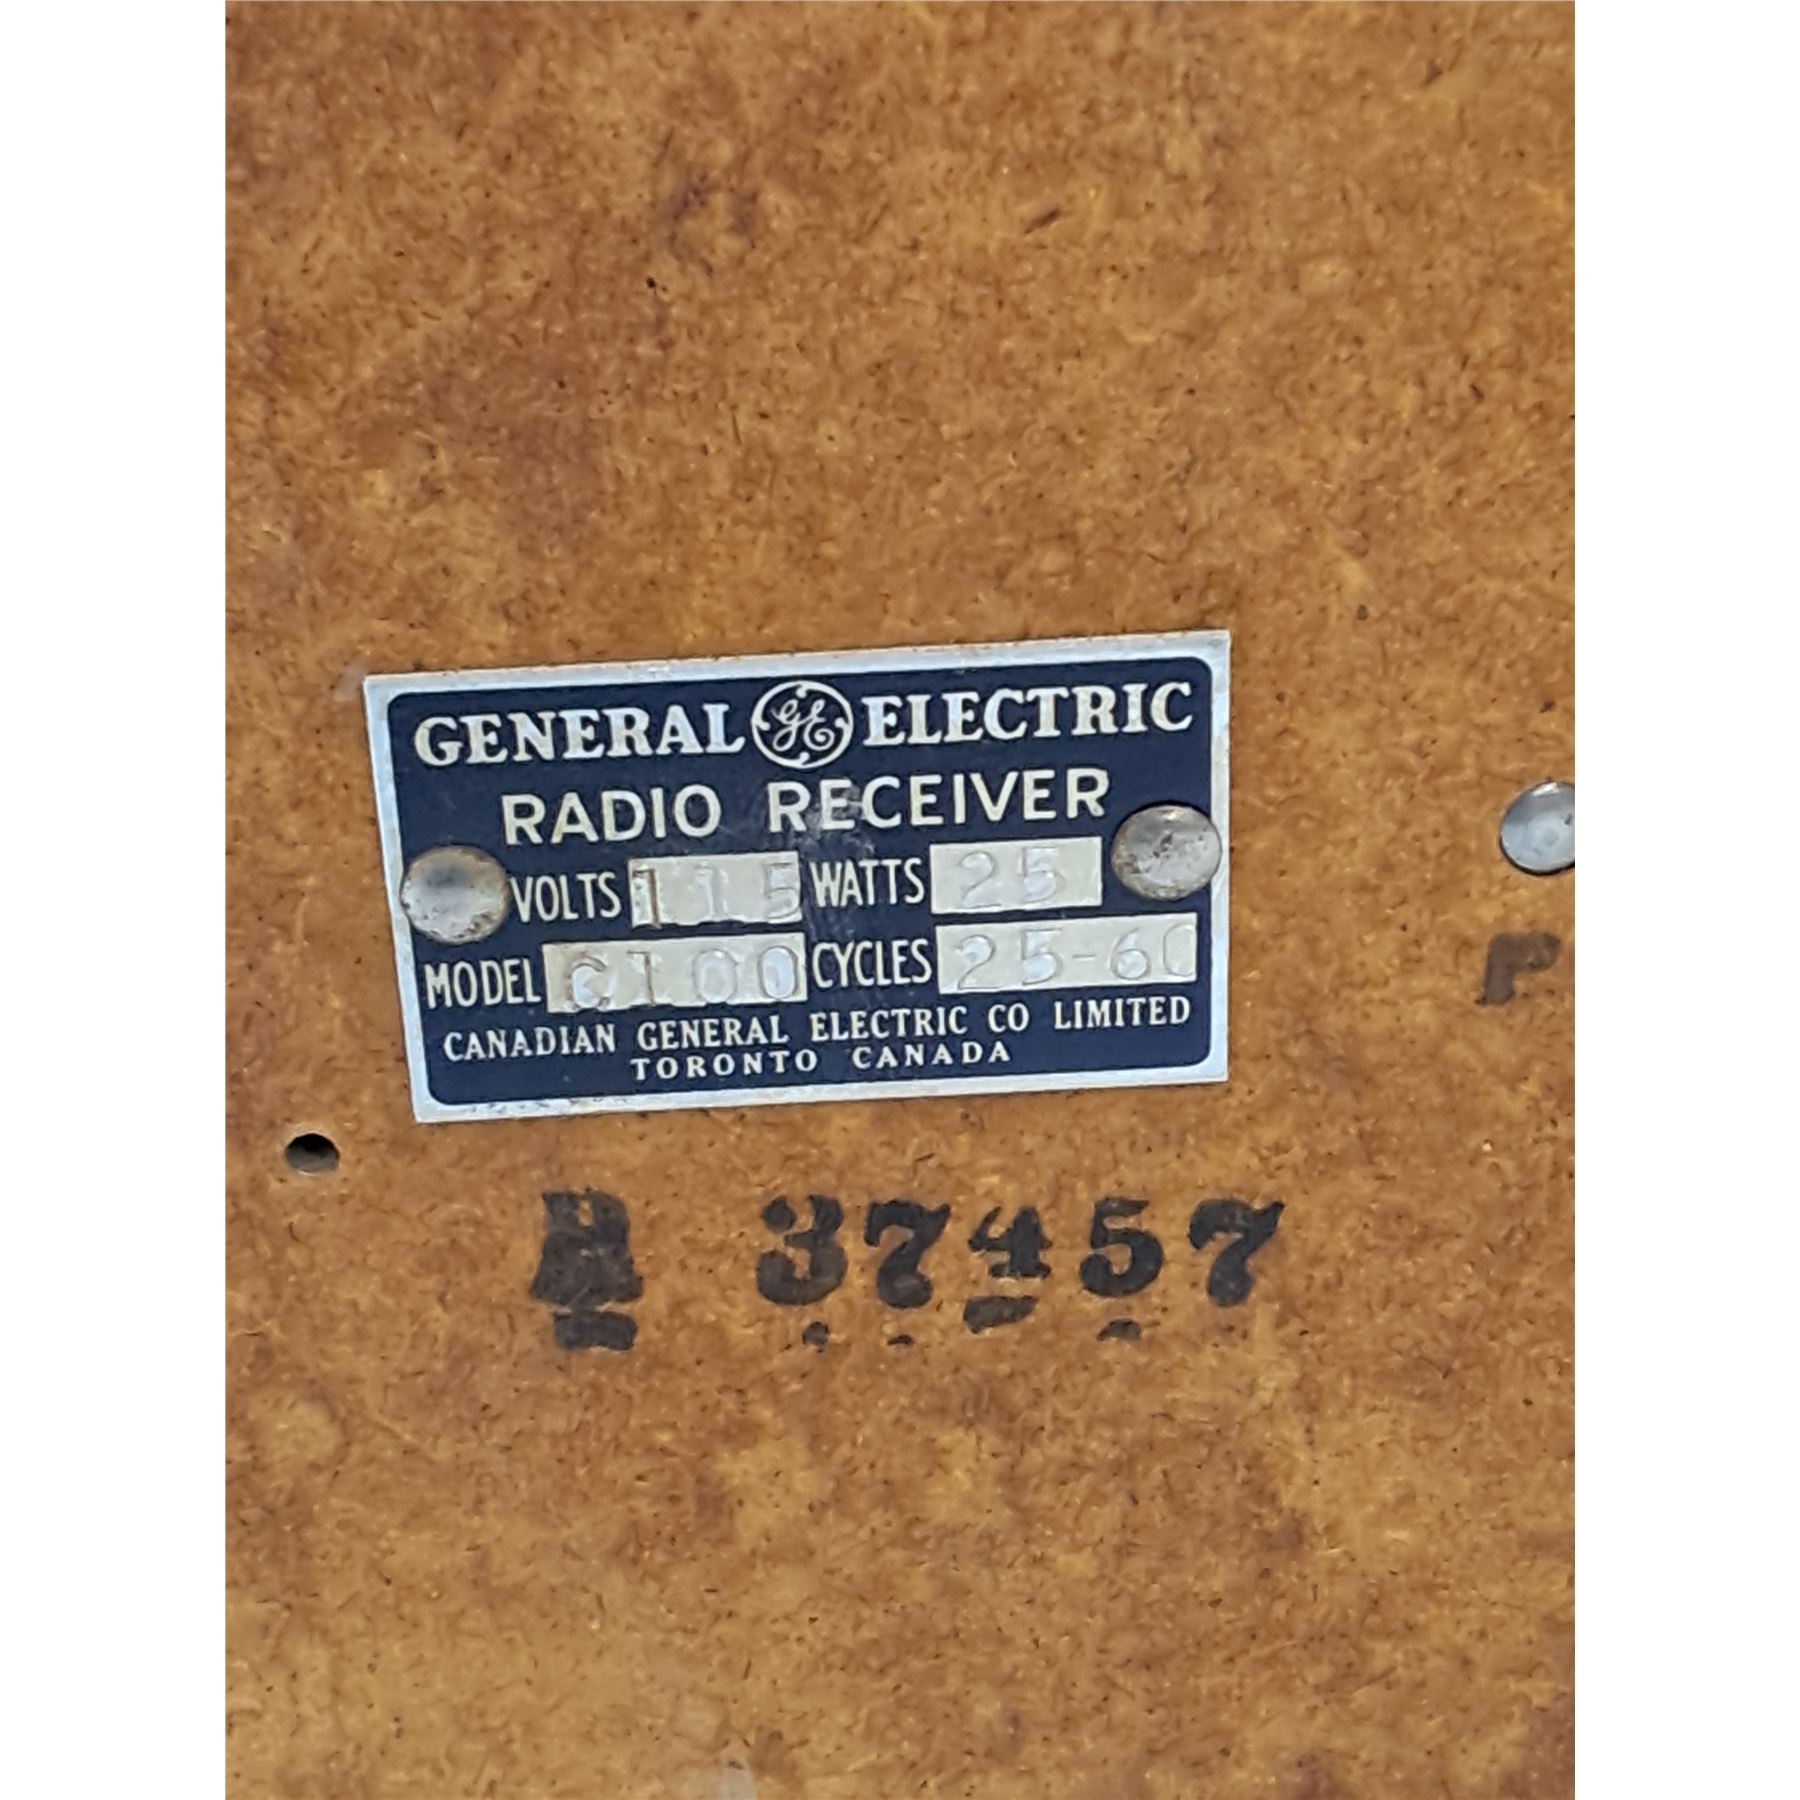 GENERAL GE ELECTRIC
RADIO RECEIVER
VOLTS 115 WATTS 25
MODEL C100 CYCLES 25-60
CANADIAN GENERAL ELECTRIC CO LIMITED
TORONTO CANADA
37457